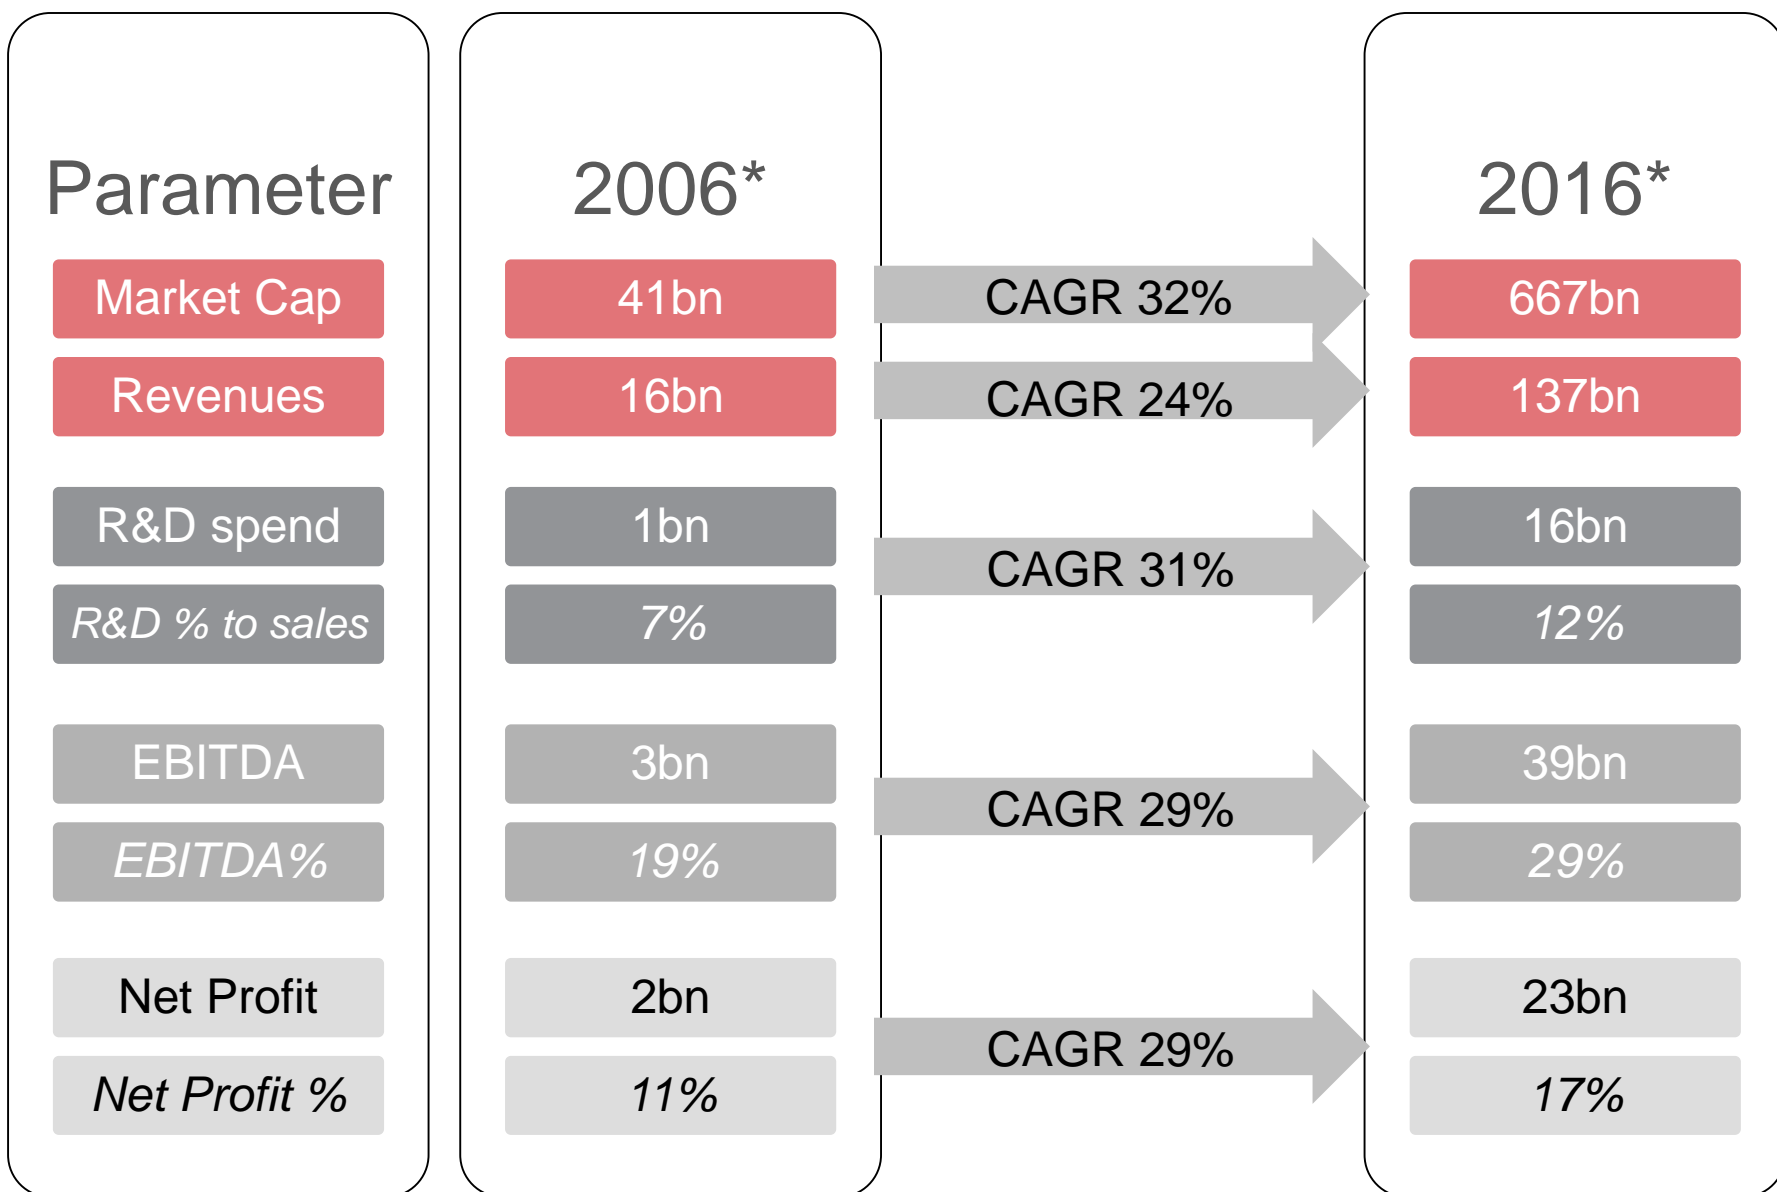 Parameter 2006* 2016*
Market Cap 41bn CAGR 32% 667bn
Revenues 16bn CAGR 24% 137bn
R&D spend 1bn 16bn
CAGR 31%
R&D % to sales 7% 12%
EBITDA 3bn 39bn
CAGR 29%
EBITDA% 19% 29%
Net Profit 2bn 23bn
CAGR 29%
Net Profit % 11% 17%